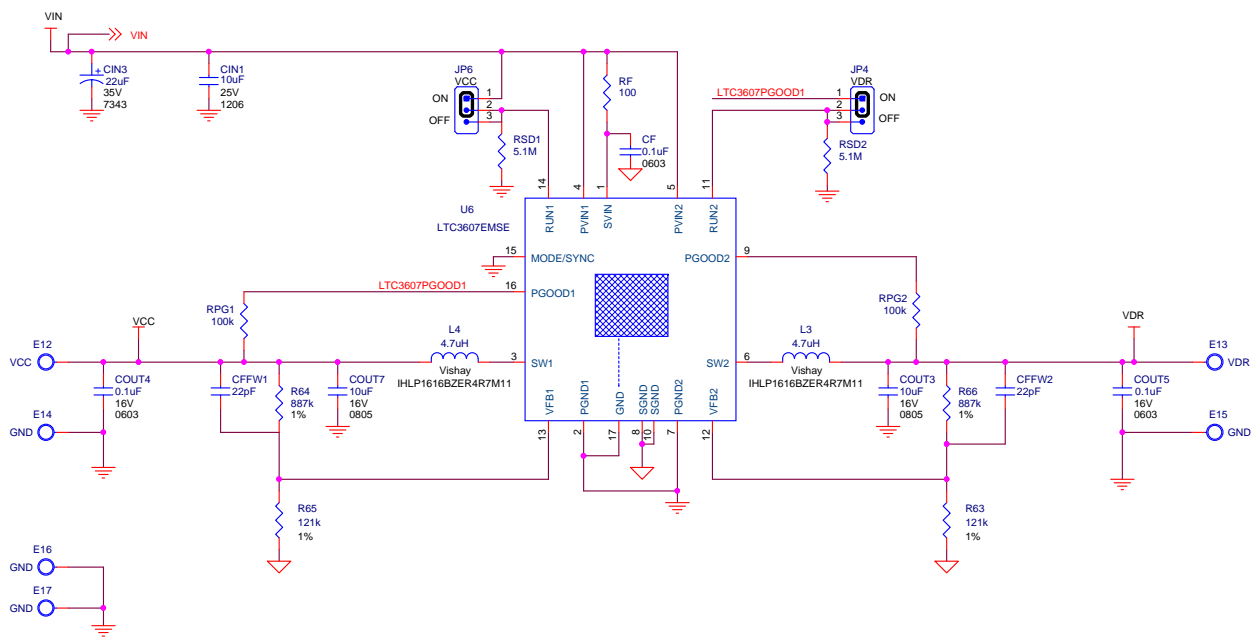 VIN
VIN
CIN3
+
22uF
35V
7343
CIN1
10uF
25V
1206
JP6
VCC
ON
OFF
1
2
3
RSD1
5.1M
RF
100
CF
0.1uF
0603
LTC3607PGOOD1
JP4
VDR
1
2
3
ON
OFF
RSD2
5.1M
U6
LTC3607EMSE
14
4
1
5
11
RUN1
PVIN1
SVIN
PVIN2
RUN2
15
MODE/SYNC
PGOOD2
9
LTC3607PGOOD1
16
PGOOD1
RPG1
100k
RPG2
100k
VCC
VDR
E12
VCC
L4
4.7uH
Vishay
IHLP1616BZER4R7M11
3
SW1
SW2
6
L3
4.7uH
Vishay
IHLP1616BZER4R7M11
E13
VDR
COUT4
0.1uF
16V
0603
CFFW1
22pF
R64
887k
1%
COUT7
10uF
16V
0805
VFB1
PGND1
GND
SGND
SGND
PGND2
VFB2
13
2
17
8
10
7
12
COUT3
10uF
16V
0805
R66
887k
1%
CFFW2
22pF
COUT5
0.1uF
16V
0603
E14
GND
E15
GND
R65
121k
1%
R63
121k
1%
E16
GND
E17
GND